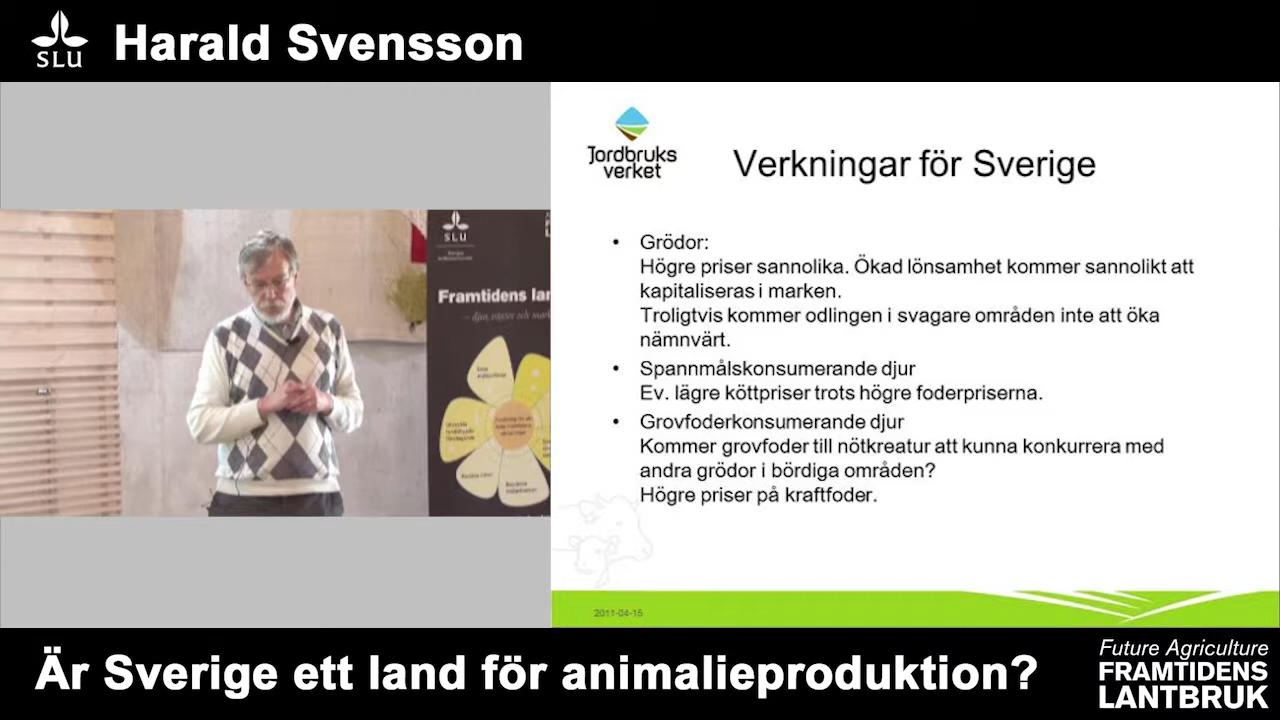 SLU
Harald Svensson
SLU
Framtidens lan
Jordbruks
verket
Verkningar för Sverige
• Grödor:
Högre priser sannolika. Ökad lönsamhet kommer sannolikt att
kapitaliseras i marken.
Troligtvis kommer odlingen i svagare områden inte att öka
nämnvärt.
• Spannmålskonsumerande djur
Ev. lägre köttpriser trots högre foderpriserna.
• Grovfoderkonsumerande djur
Kommer grovfoder till nötkreatur att kunna konkurrera med
andra grödor i bördiga områden?
Högre priser på kraftfoder.
2011-04-15
Är Sverige ett land för animalieproduktion?
Future Agriculture
FRAMTIDENS
LANTBRUK